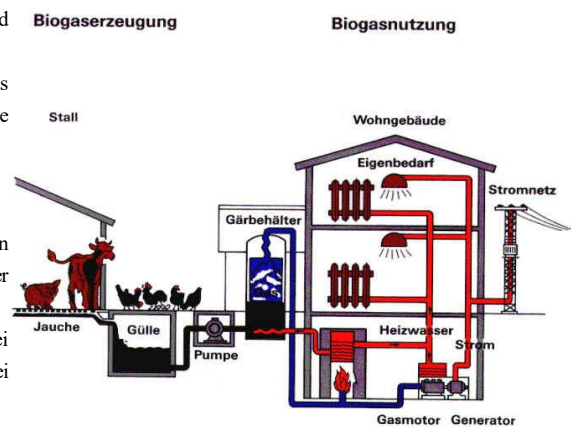 Biogaserzeugung
Biogasnutzung
Stall
Wohngebäude
Eigenbedarf
Stromnetz
Gärbehälter
Jauche
Gülle
Pumpe
Heizwasser
Strom
Gasmotor
Generator